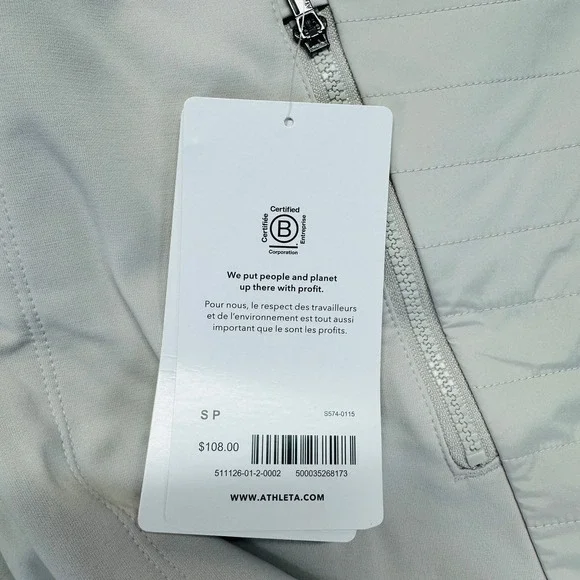 Certified
Certifiée
B
Entreprise
Corporation
We put people and planet
up there with profit.
Pour nous, le respect des travailleurs
et de l'environnement est tout aussi
important que le sont les profits.
S P
S574-0115
$108.00
511126-01-2-0002 500035268173
WWW.ATHLETA.COM